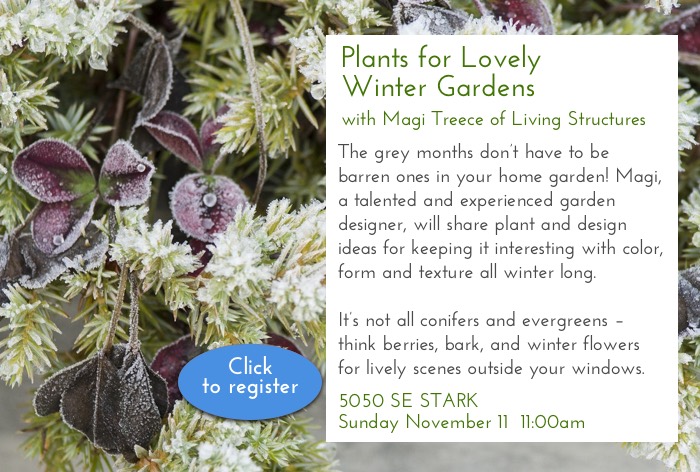 Plants for Lovely
Winter Gardens
with Magi Treece of Living Structures
The grey months don't have to be
barren ones in your home garden! Magi,
a talented and experienced garden
designer, will share plant and design
ideas for keeping it interesting with color,
form and texture all winter long.
It's not all conifers and evergreens –
think berries, bark, and winter flowers
for lively scenes outside your windows.
5050 SE STARK
Sunday November 11 11:00am
Click
to register